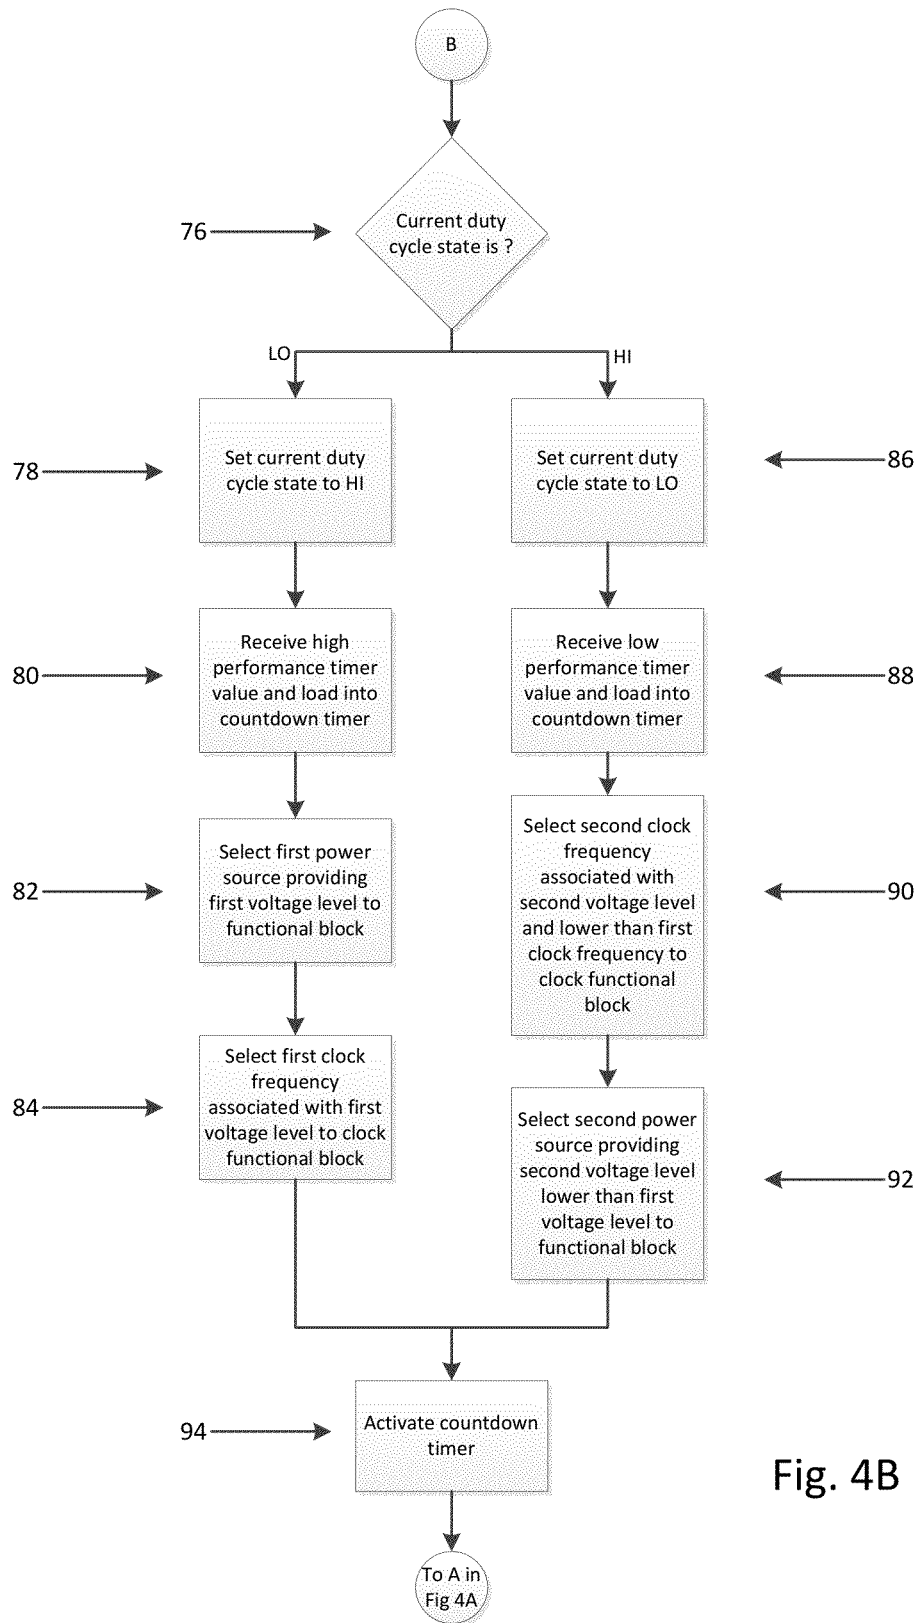 B
76
Current duty
cycle state is ?
LO
HI
78
Set current duty
cycle state to HI
Set current duty
cycle state to LO
86
80
Receive high
performance timer
value and load into
countdown timer
Receive low
performance timer
value and load into
countdown timer
88
82
Select first power
source providing
first voltage level to
functional block
Select second clock
frequency
associated with
second voltage level
and lower than first
clock frequency to
clock functional
block
90
84
Select first clock
frequency
associated with first
voltage level to clock
functional block
Select second power
source providing
second voltage level
lower than first
voltage level to
functional block
92
94
Activate countdown
timer
Fig. 4B
To A in
Fig 4A